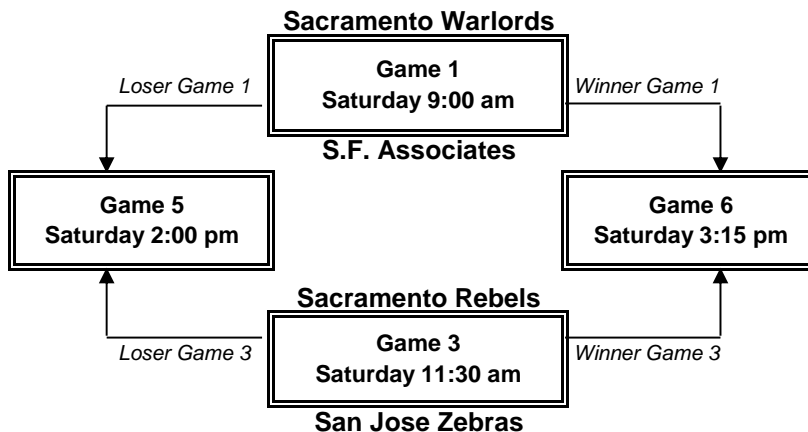 Sacramento Warlords
Loser Game 1
Game 1
Saturday 9:00 am
Winner Game 1
S.F. Associates
Game 5
Saturday 2:00 pm
Game 6
Saturday 3:15 pm
Sacramento Rebels
Loser Game 3
Game 3
Saturday 11:30 am
Winner Game 3
San Jose Zebras